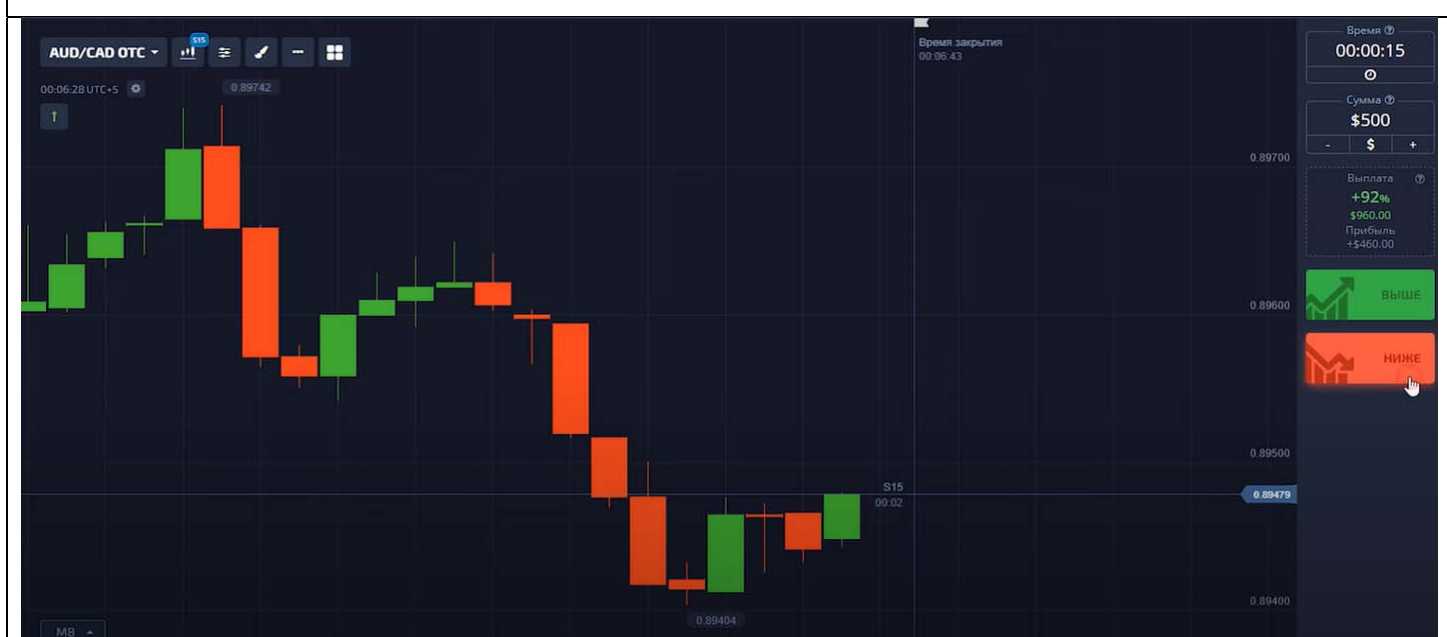 AUD/CAD OTC
S15
00:06:28 UTC+5
0.89742
Время закрытия
00:06:43
0.89700
0.89600
0.89500
S15
00:02
0.89479
0.89404
0.89400
М8
Время
00:00:15
Сумма
$500
- $ +
Выплата
+92%
$960.00
Прибыль
+$460.00
ВЫШЕ
НИЖЕ